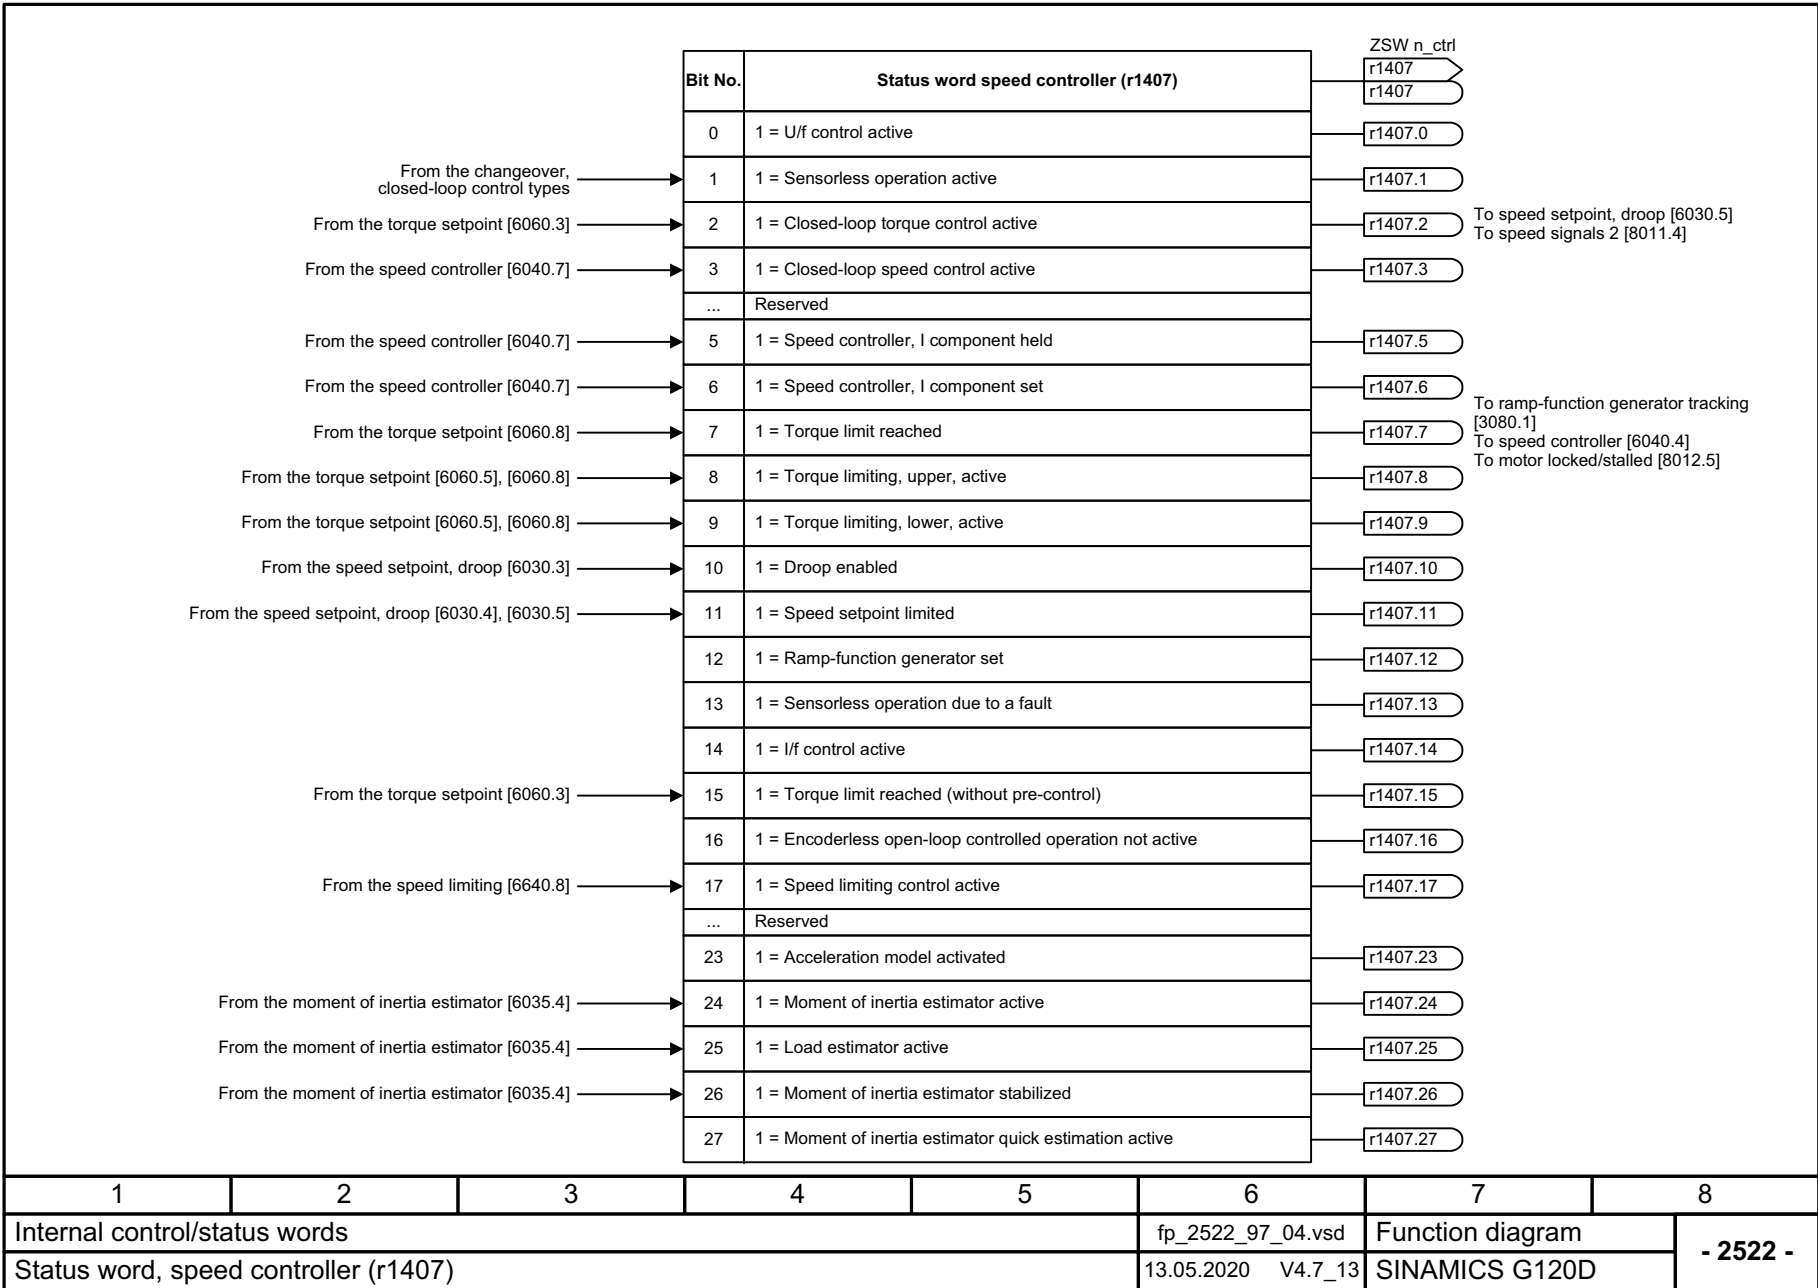 ZSW n_ctrl
Bit No. Status word speed controller (r1407) r1407
r1407
0 1 = U/f control active r1407.0
From the changeover,
closed-loop control types 1 1 = Sensorless operation active r1407.1
From the torque setpoint [6060.3] 2 1 = Closed-loop torque control active r1407.2 To speed setpoint, droop [6030.5]
To speed signals 2 [8011.4]
From the speed controller [6040.7] 3 1 = Closed-loop speed control active r1407.3
... Reserved
From the speed controller [6040.7] 5 1 = Speed controller, I component held r1407.5
From the speed controller [6040.7] 6 1 = Speed controller, I component set r1407.6
To ramp-function generator tracking
[3080.1]
From the torque setpoint [6060.8] 7 1 = Torque limit reached r1407.7 To speed controller [6040.4]
To motor locked/stalled [8012.5]
From the torque setpoint [6060.5], [6060.8] 8 1 = Torque limiting, upper, active r1407.8
From the torque setpoint [6060.5], [6060.8] 9 1 = Torque limiting, lower, active r1407.9
From the speed setpoint, droop [6030.3] 10 1 = Droop enabled r1407.10
From the speed setpoint, droop [6030.4], [6030.5] 11 1 = Speed setpoint limited r1407.11
12 1 = Ramp-function generator set r1407.12
13 1 = Sensorless operation due to a fault r1407.13
14 1 = I/f control active r1407.14
From the torque setpoint [6060.3] 15 1 = Torque limit reached (without pre-control) r1407.15
16 1 = Encoderless open-loop controlled operation not active r1407.16
From the speed limiting [6640.8] 17 1 = Speed limiting control active r1407.17
... Reserved
23 1 = Acceleration model activated r1407.23
From the moment of inertia estimator [6035.4] 24 1 = Moment of inertia estimator active r1407.24
From the moment of inertia estimator [6035.4] 25 1 = Load estimator active r1407.25
From the moment of inertia estimator [6035.4] 26 1 = Moment of inertia estimator stabilized r1407.26
27 1 = Moment of inertia estimator quick estimation active r1407.27
1 2 3 4 5 6 7 8
Internal control/status words fp_2522_97_04.vsd Function diagram - 2522 -
Status word, speed controller (r1407) 13.05.2020 V4.7_13 SINAMICS G120D